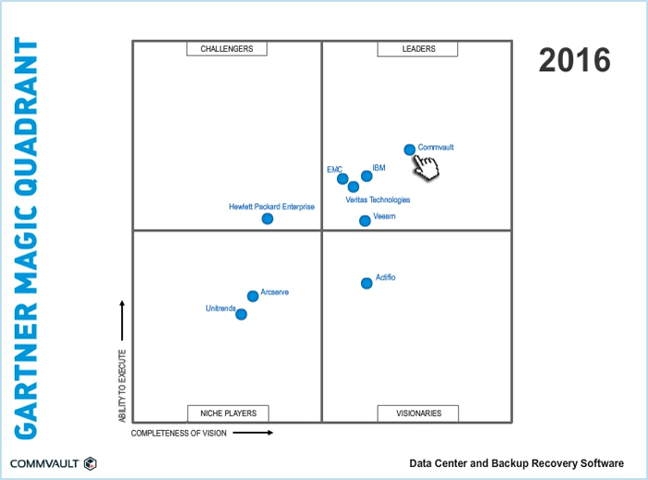 GARTNER MAGIC QUADRANT
2016
CHALLENGERS
LEADERS
Commvault
IBM
EMC
Veritas Technologies
Hewlett Packard Enterprise
Veeam
Actifio
Arcserve
Unitrends
ABILITY TO EXECUTE
NICHE PLAYERS
VISIONARIES
COMPLETENESS OF VISION
COMMVAULT
Data Center and Backup Recovery Software